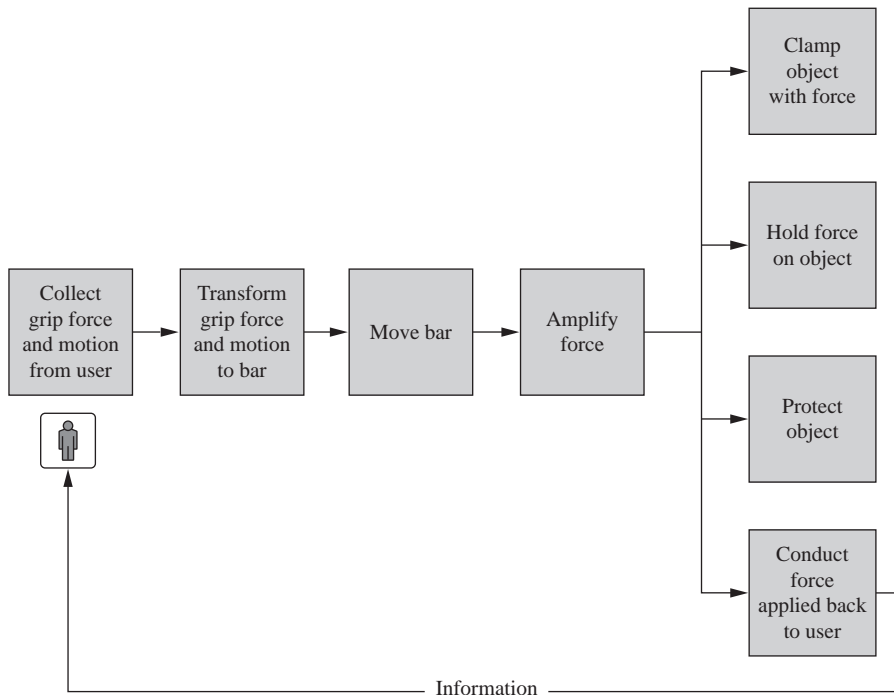 Collect
grip force
and motion
from user
Transform
grip force
and motion
to bar
Move bar
Amplify
force
Clamp
object
with force
Hold force
on object
Protect
object
Conduct
force
applied back
to user
Information